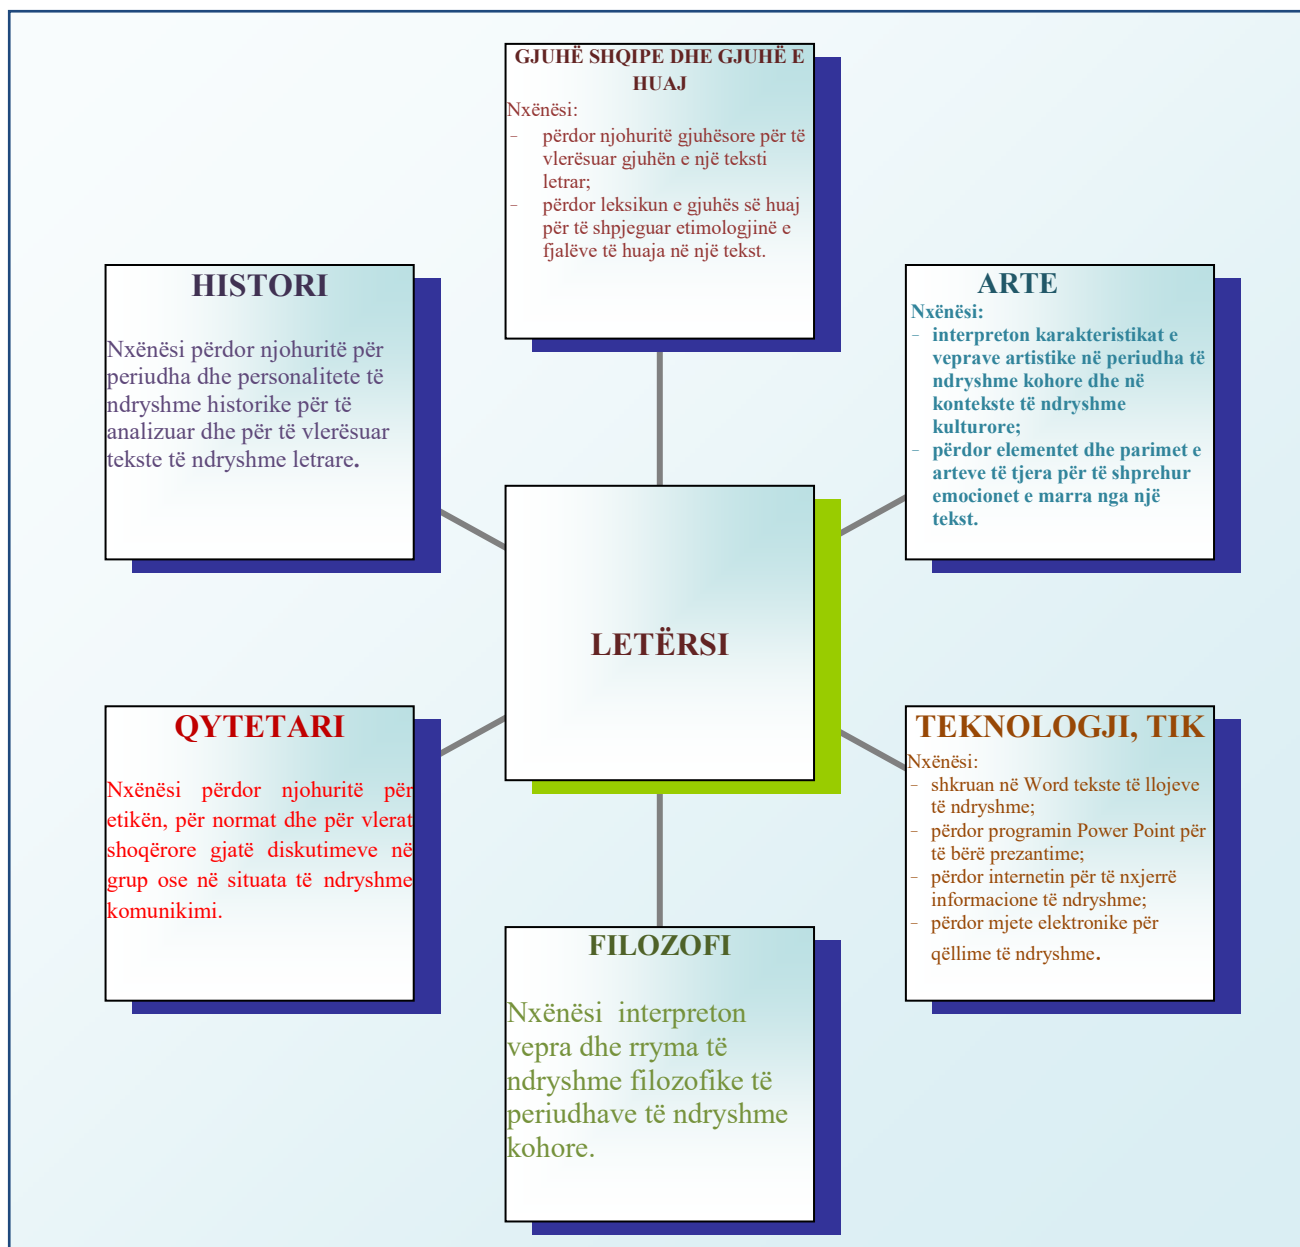 GJUHË SHQIPE DHE GJUHË E
HUAJ
Nxënësi:
- përdor njohuritë gjuhësore për të
vlerësuar gjuhën e një teksti
letrar;
- përdor leksikun e gjuhës së huaj
për të shpjeguar etimologjinë e
fjalëve të huaja në një tekst.
HISTORI
Nxënësi përdor njohuritë për
periudha dhe personalitete të
ndryshme historike për të
analizuar dhe për të vlerësuar
tekste të ndryshme letrare.
ARTE
Nxënësi:
- interpreton karakteristikat e
veprave artistike në periudha të
ndryshme kohore dhe në
kontekste të ndryshme
kulturore;
- përdor elementet dhe parimet e
arteve të tjera për të shprehur
emocionet e marra nga një
tekst.
LETËRSI
QYTETARI
Nxënësi përdor njohuritë për
etikën, për normat dhe për vlerat
shoqërore gjatë diskutimeve në
grup ose në situata të ndryshme
komunikimi.
TEKNOLOGJI, TIK
Nxënësi:
- shkruan në Word tekste të llojeve
të ndryshme;
- përdor programin Power Point për
të bërë prezantime;
- përdor internetin për të nxjerrë
informacione të ndryshme;
- përdor mjete elektronike për
qëllime të ndryshme.
FILOZOFI
Nxënësi interpreton
vepra dhe rryma të
ndryshme filozofike të
periudhave të ndryshme
kohore.